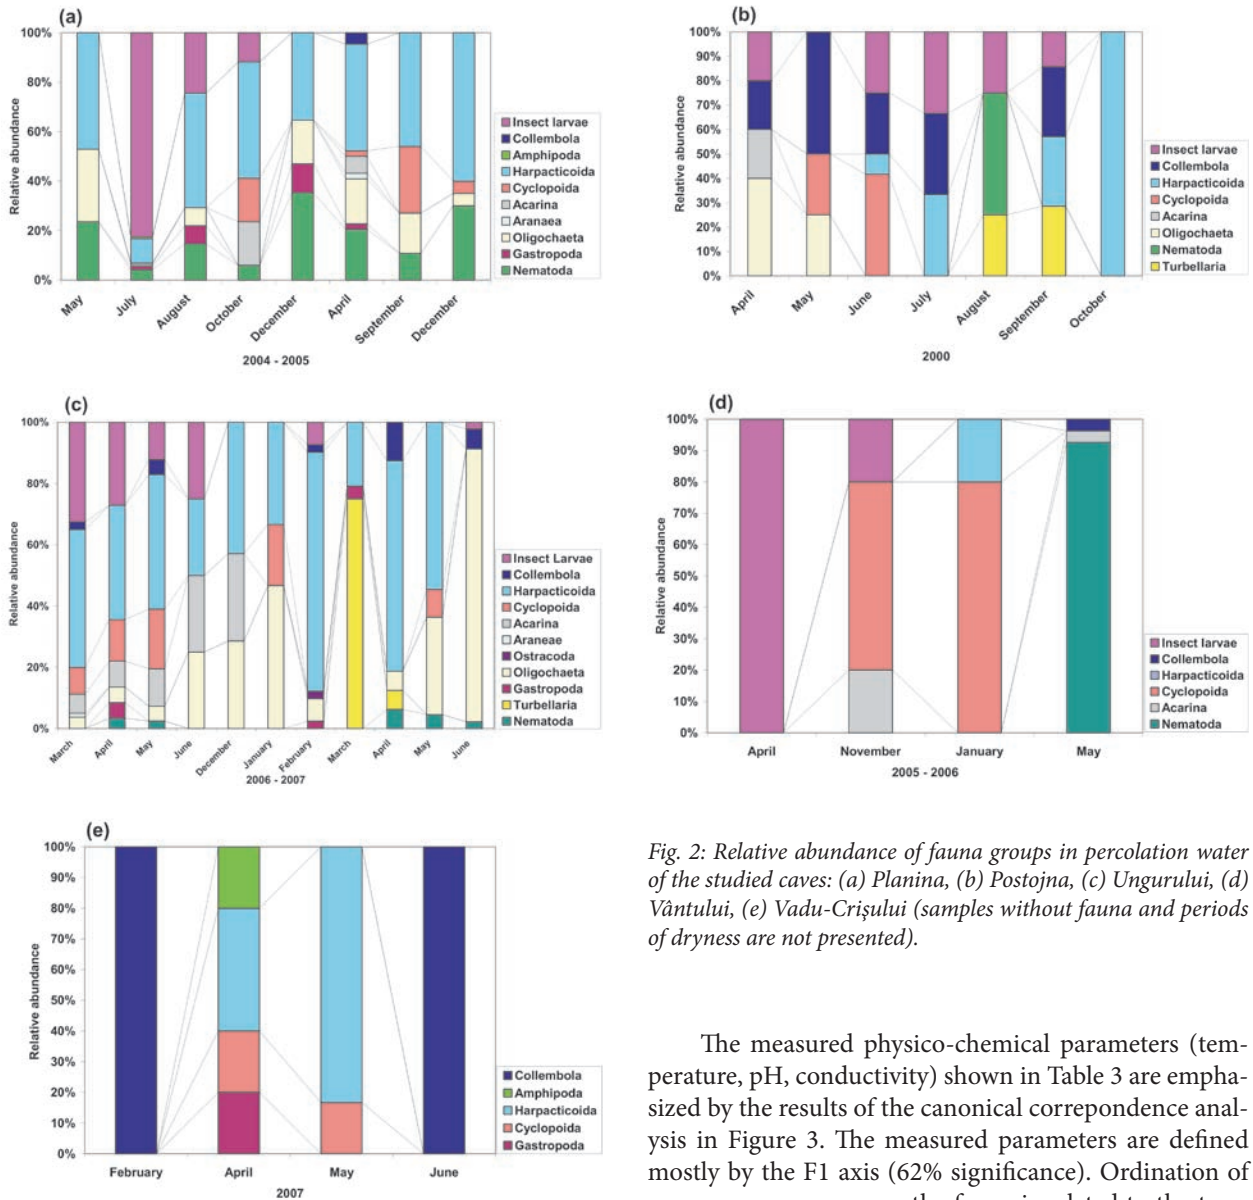 (a)
100%
80%
60%
40%
20%
0%
Relative abundance
May
July
August
October
December
April
September
December
2004 - 2005
Insect larvae
Collembola
Amphipoda
Harpacticoida
Cyclopoida
Acarina
Aranaea
Oligochaeta
Gastropoda
Nematoda
(b)
100%
90%
80%
70%
60%
50%
40%
30%
20%
10%
0%
Relative abundance
April
May
June
July
August
September
October
2000
Insect larvae
Collembola
Harpacticoida
Cyclopoida
Acarina
Oligochaeta
Nematoda
Turbellaria
(c)
100%
80%
60%
40%
20%
0%
Relative abundance
March
April
May
June
December
January
February
March
April
May
June
2006 - 2007
Insect Larvae
Collembola
Harpacticoida
Cyclopoida
Acarina
Araneae
Ostracoda
Oligochaeta
Gastropoda
Turbellaria
Nematoda
(d)
100%
90%
80%
70%
60%
50%
40%
30%
20%
10%
0%
Relative abundance
April
November
January
May
2005 - 2006
Insect larvae
Collembola
Harpacticoida
Cyclopoida
Acarina
Nematoda
(e)
100%
90%
80%
70%
60%
50%
40%
30%
20%
10%
0%
Relative abundance
February
April
May
June
2007
Collembola
Amphipoda
Harpacticoida
Cyclopoida
Gastropoda
Fig. 2: Relative abundance of fauna groups in percolation water
of the studied caves: (a) Planina, (b) Postojna, (c) Ungurului, (d)
Vântului, (e) Vadu-Crişului (samples without fauna and periods
of dryness are not presented).
The measured physico-chemical parameters (tem-
perature, pH, conductivity) shown in Table 3 are empha-
sized by the results of the canonical correpondence anal-
ysis in Figure 3. The measured parameters are defined
mostly by the F1 axis (62% significance). Ordination of